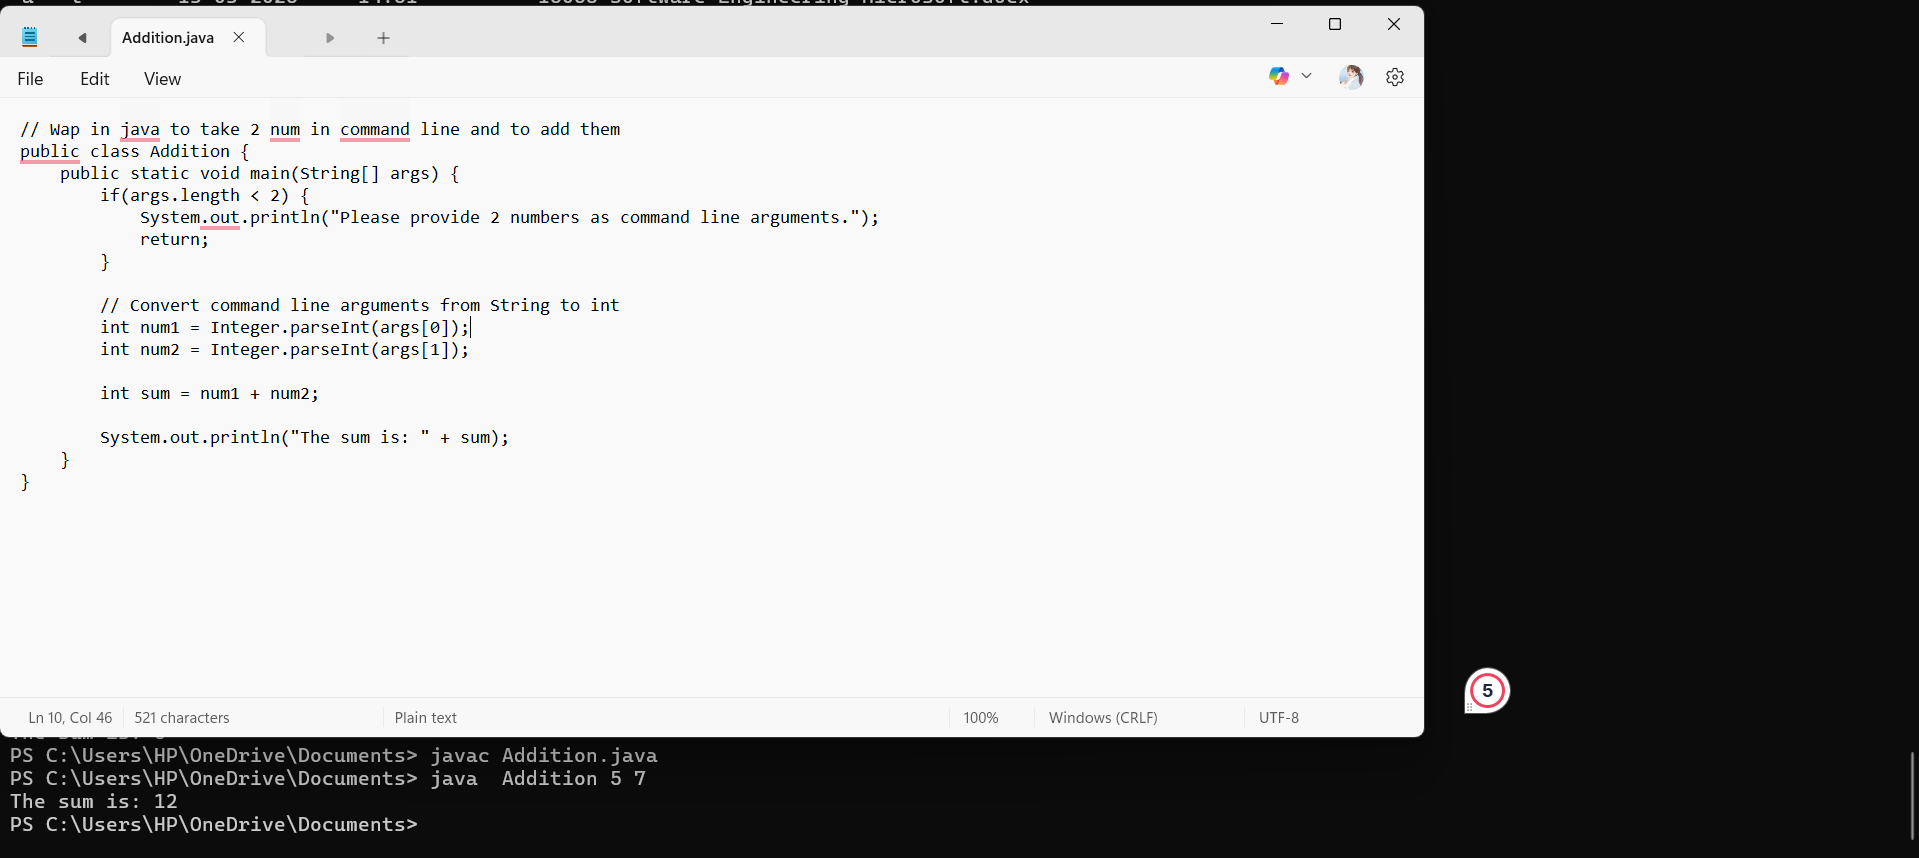 Addition.java
File Edit View
// Wap in java to take 2 num in command line and to add them
public class Addition {
    public static void main(String[] args) {
        if(args.length < 2) {
            System.out.println("Please provide 2 numbers as command line arguments.");
            return;
        }
        // Convert command line arguments from String to int
        int num1 = Integer.parseInt(args[0]);
        int num2 = Integer.parseInt(args[1]);
        int sum = num1 + num2;
        System.out.println("The sum is: " + sum);
    }
}
5
Ln 10, Col 46 521 characters Plain text 100% Windows (CRLF) UTF-8
PS C:\Users\HP\OneDrive\Documents> javac Addition.java
PS C:\Users\HP\OneDrive\Documents> java  Addition 5 7
The sum is: 12
PS C:\Users\HP\OneDrive\Documents>